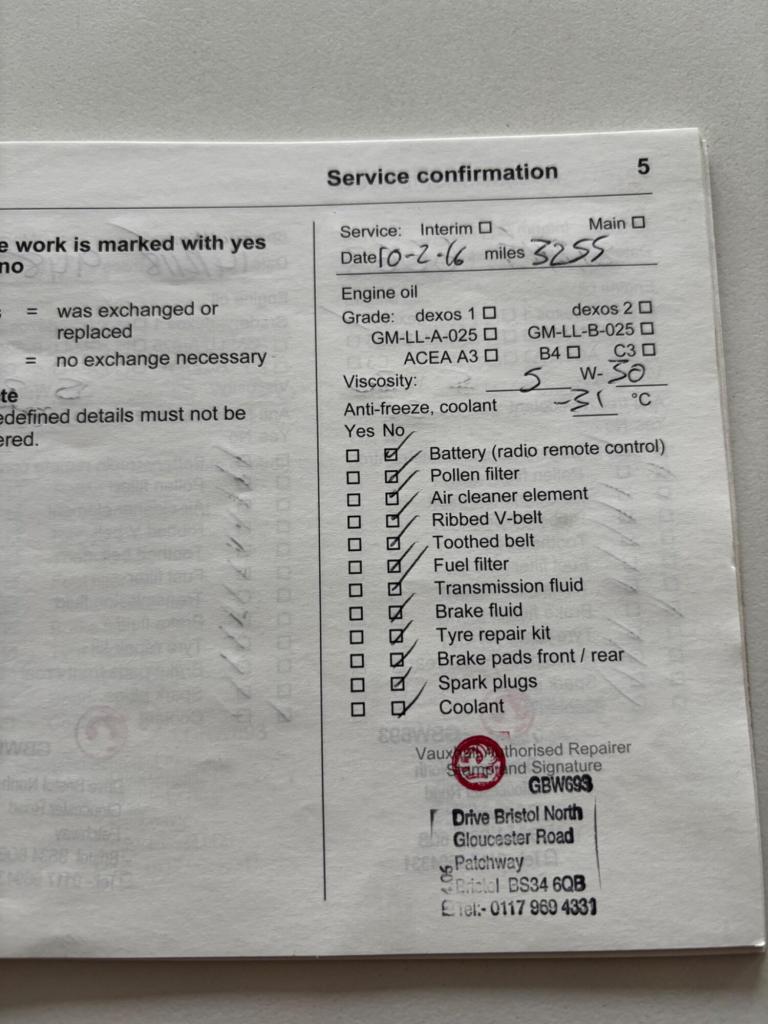 Service confirmation 5
e work is marked with yes
no
= was exchanged or
replaced
= no exchange necessary
te
edefined details must not be
ered.
Service: Interim ☐ Main ☐
Date 10-2-16 miles 3255
Engine oil
Grade: dexos 1 ☐ dexos 2 ☐
GM-LL-A-025 ☐ GM-LL-B-025 ☐
ACEA A3 ☐ B4 ☐ C3 ☐
Viscosity: 5 W- 30
Anti-freeze, coolant -31 °C
Yes No
Battery (radio remote control)
Pollen filter
Air cleaner element
Ribbed V-belt
Toothed belt
Fuel filter
Transmission fluid
Brake fluid
Tyre repair kit
Brake pads front / rear
Spark plugs
Coolant
Vauxhall Authorised Repairer
Stamp and Signature
GBW693
Drive Bristol North
Gloucester Road
Patchway
Bristol BS34 6QB
Tel:- 0117 969 4331